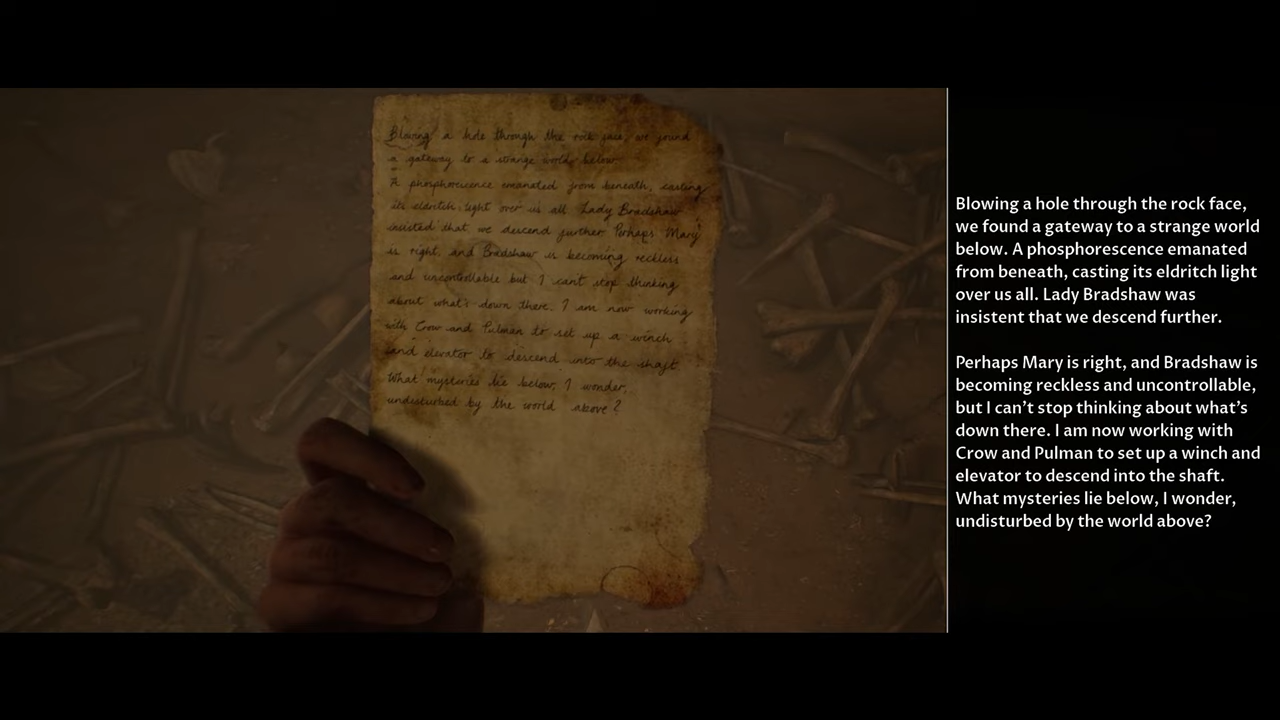 Blowing a hole through the rock face, we found
a gateway to a strange world below.
A phosphorescence emanated from beneath, casting
its eldritch light over us all. Lady Bradshaw
insisted that we descend further Perhaps Mary
is right, and Bradshaw is becoming reckless
and uncontrollable but I can't stop thinking
about what's down there. I am now working
with Crow and Pulman to set up a winch
and elevator to descend into the shaft
What mysteries lie below, I wonder,
undisturbed by the world above?
Blowing a hole through the rock face,
we found a gateway to a strange world
below. A phosphorescence emanated
from beneath, casting its eldritch light
over us all. Lady Bradshaw was
insistent that we descend further.
Perhaps Mary is right, and Bradshaw is
becoming reckless and uncontrollable,
but I can't stop thinking about what's
down there. I am now working with
Crow and Pulman to set up a winch and
elevator to descend into the shaft.
What mysteries lie below, I wonder,
undisturbed by the world above?